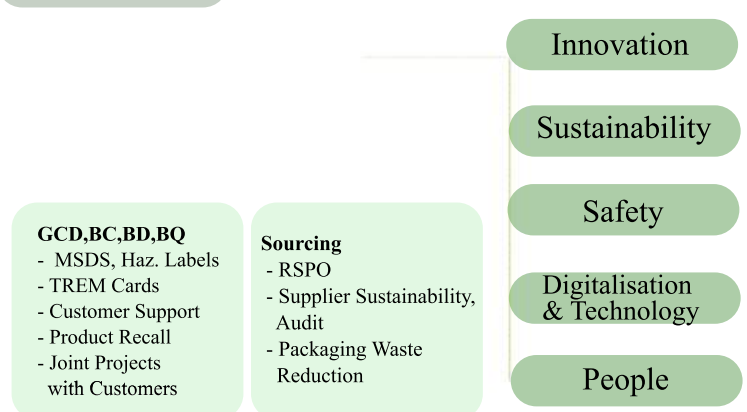 Innovation
Sustainability
Safety
Digitalisation
& Technology
People
GCD,BC,BD,BQ
- MSDS, Haz. Labels
- TREM Cards
- Customer Support
- Product Recall
- Joint Projects
with Customers
Sourcing
- RSPO
- Supplier Sustainability,
Audit
- Packaging Waste
Reduction